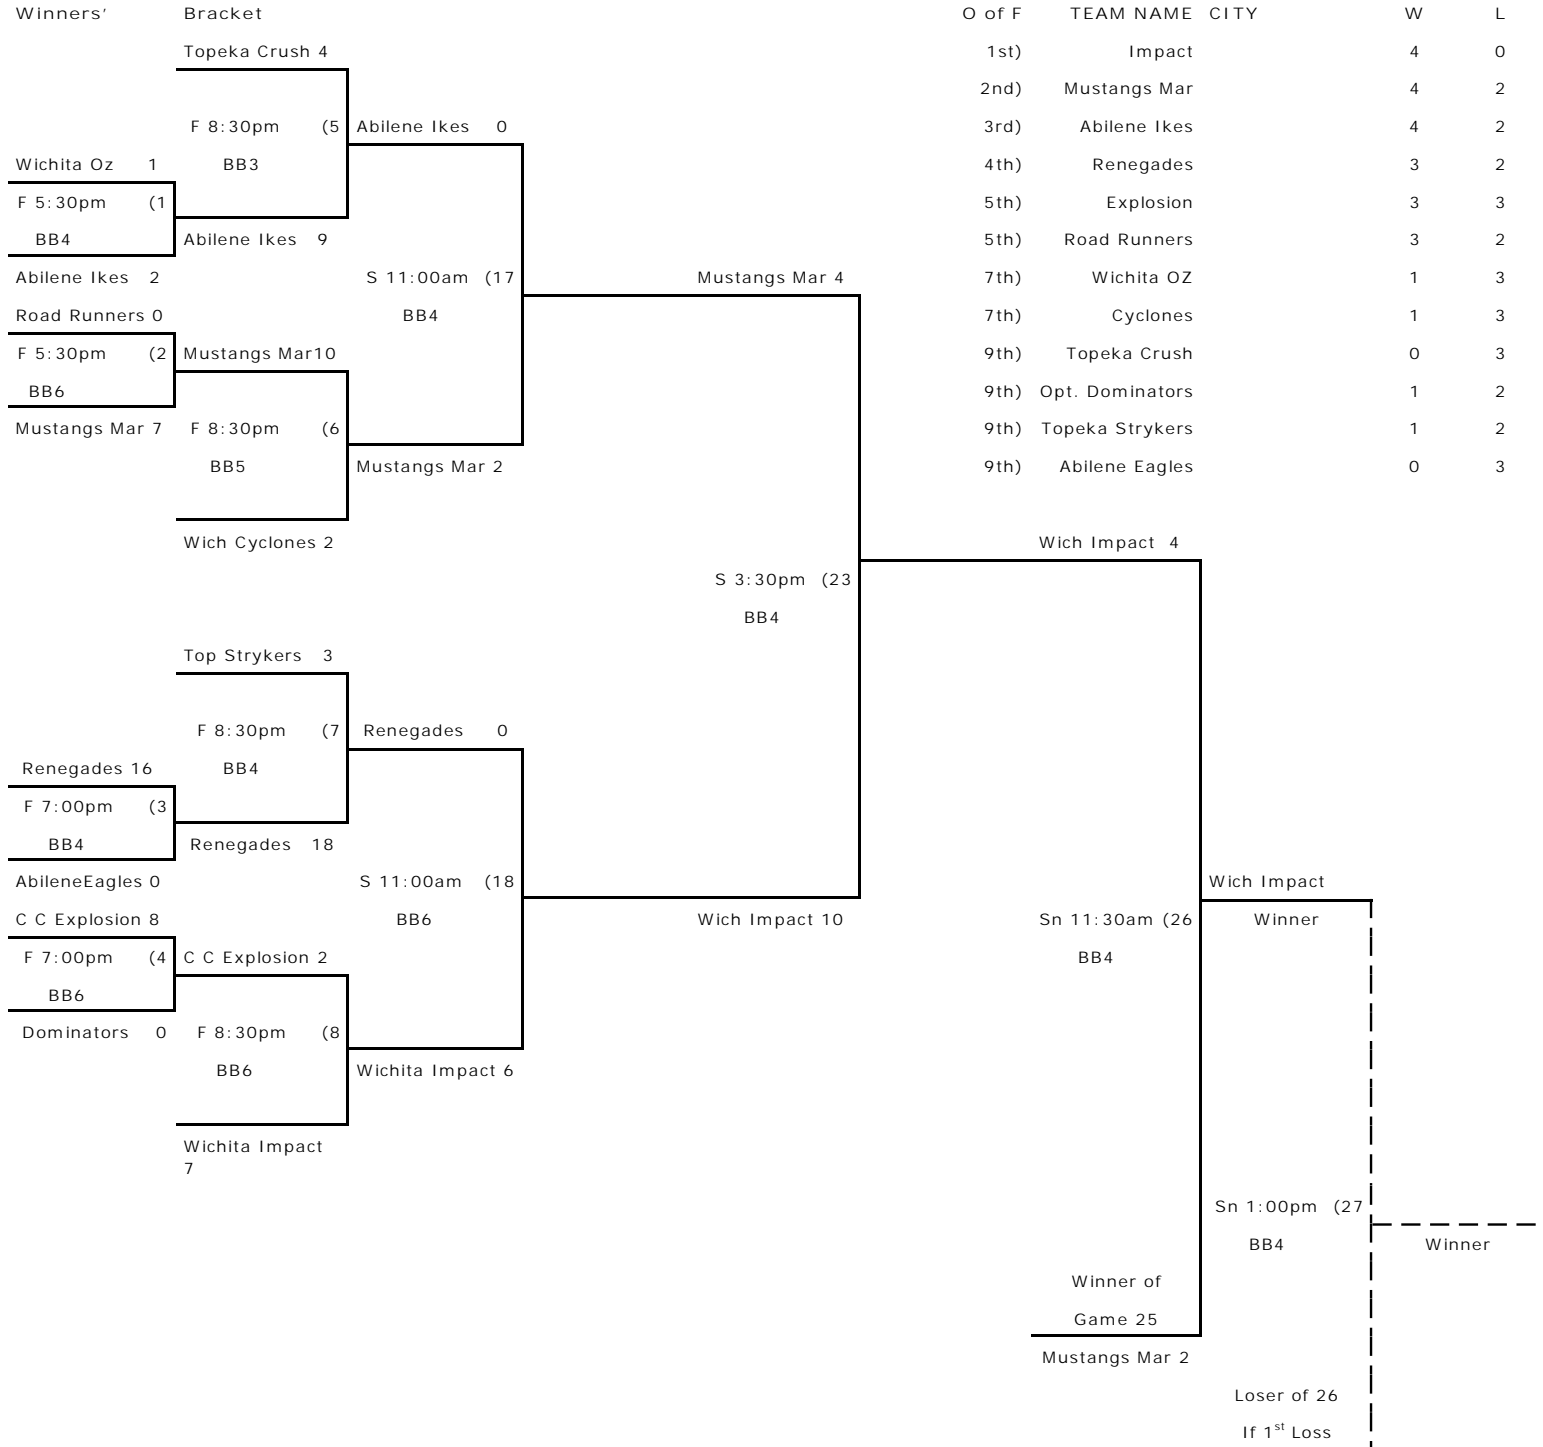 Winners’ Bracket O of F TEAM NAME CITY W L
Topeka Crush 4 1st) Impact 4 0
2nd) Mustangs Mar 4 2
F 8:30pm (5 Abilene Ikes 0 3rd) Abilene Ikes 4 2
Wichita Oz 1 BB3 4th) Renegades 3 2
F 5:30pm (1 5th) Explosion 3 3
BB4 Abilene Ikes 9 5th) Road Runners 3 2
Abilene Ikes 2 S 11:00am (17 Mustangs Mar 4 7th) Wichita OZ 1 3
Road Runners 0 BB4 7th) Cyclones 1 3
F 5:30pm (2 Mustangs Mar10 9th) Topeka Crush 0 3
BB6 9th) Opt. Dominators 1 2
Mustangs Mar 7 F 8:30pm (6 9th) Topeka Strykers 1 2
BB5 Mustangs Mar 2 9th) Abilene Eagles 0 3
Wich Cyclones 2 Wich Impact 4
S 3:30pm (23
BB4
Top Strykers 3
F 8:30pm (7 Renegades 0
Renegades 16 BB4
F 7:00pm (3
BB4 Renegades 18
AbileneEagles 0 S 11:00am (18 Wich Impact
C C Explosion 8 BB6 Wich Impact 10 Sn 11:30am (26 Winner
F 7:00pm (4 C C Explosion 2 BB4
BB6
Dominators 0 F 8:30pm (8
BB6 Wichita Impact 6
Wichita Impact
7
Sn 1:00pm (27
BB4 Winner
Winner of
Game 25
Mustangs Mar 2
Loser of 26
If 1st Loss